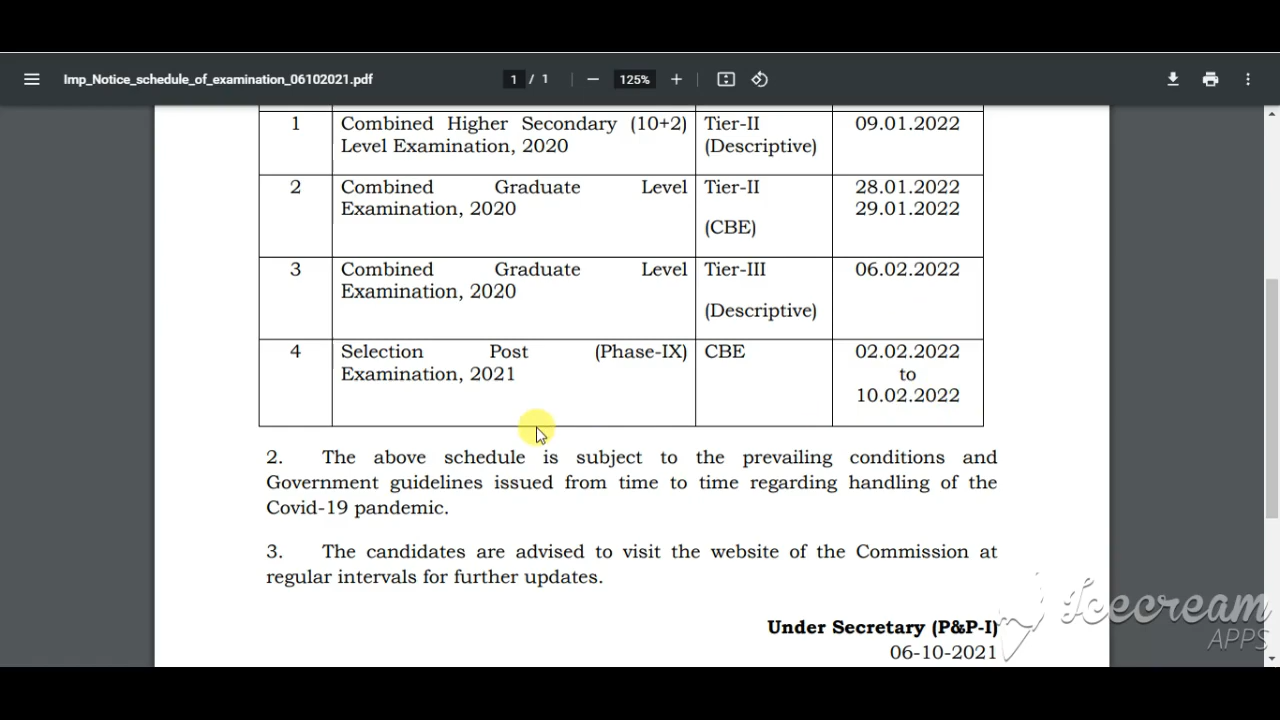 Imp_Notice_schedule_of_examination_06102021.pdf
1 / 1
125%
1 Combined Higher Secondary (10+2) Tier-II 09.01.2022
Level Examination, 2020 (Descriptive)
2 Combined Graduate Level Tier-II 28.01.2022
Examination, 2020 29.01.2022
(CBE)
3 Combined Graduate Level Tier-III 06.02.2022
Examination, 2020
(Descriptive)
4 Selection Post (Phase-IX) CBE 02.02.2022
Examination, 2021 to
10.02.2022
2. The above schedule is subject to the prevailing conditions and
Government guidelines issued from time to time regarding handling of the
Covid-19 pandemic.
3. The candidates are advised to visit the website of the Commission at
regular intervals for further updates.
Under Secretary (P&P-I)
06-10-2021
Icecream
APPS